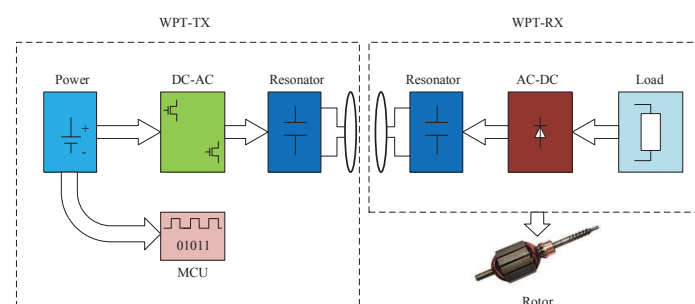 WPT-TX
WPT-RX
Power
DC-AC
Resonator
Resonator
AC-DC
Load
+
-
01011
MCU
Rotor